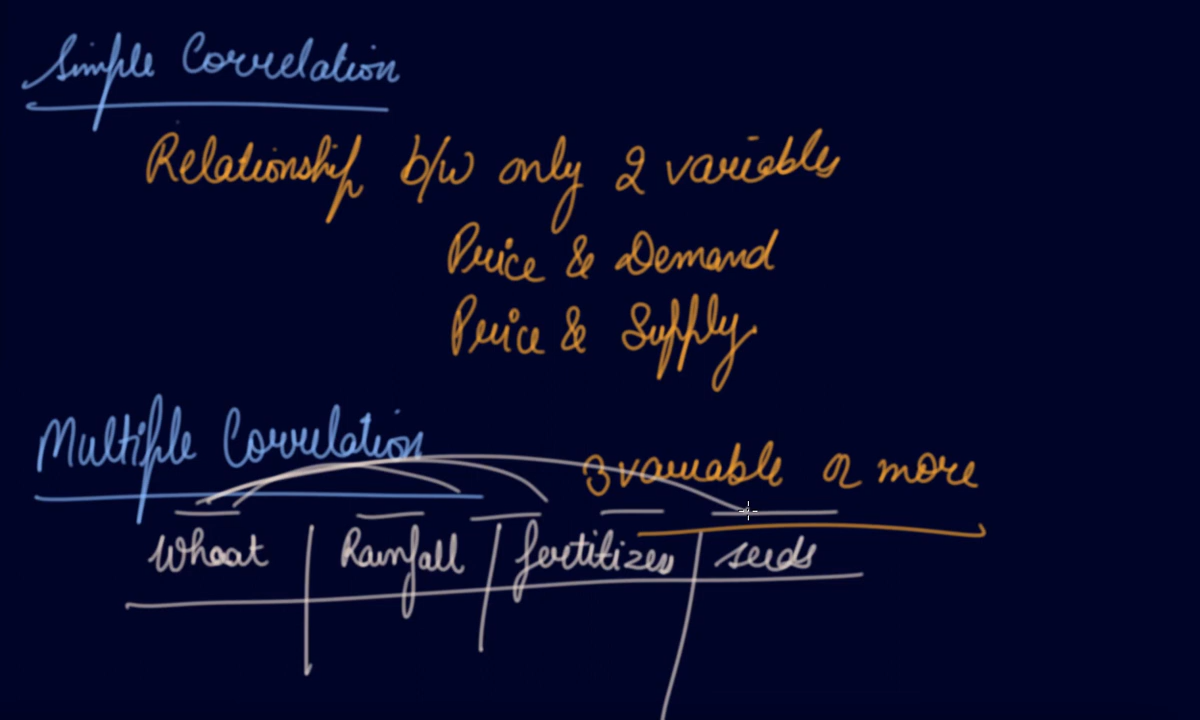 Simple Correlation
Relationship b/w only 2 variables
Price & Demand
Price & Supply
Multiple Correlation
3 variable or more
Wheat Rainfall fertilizer seeds